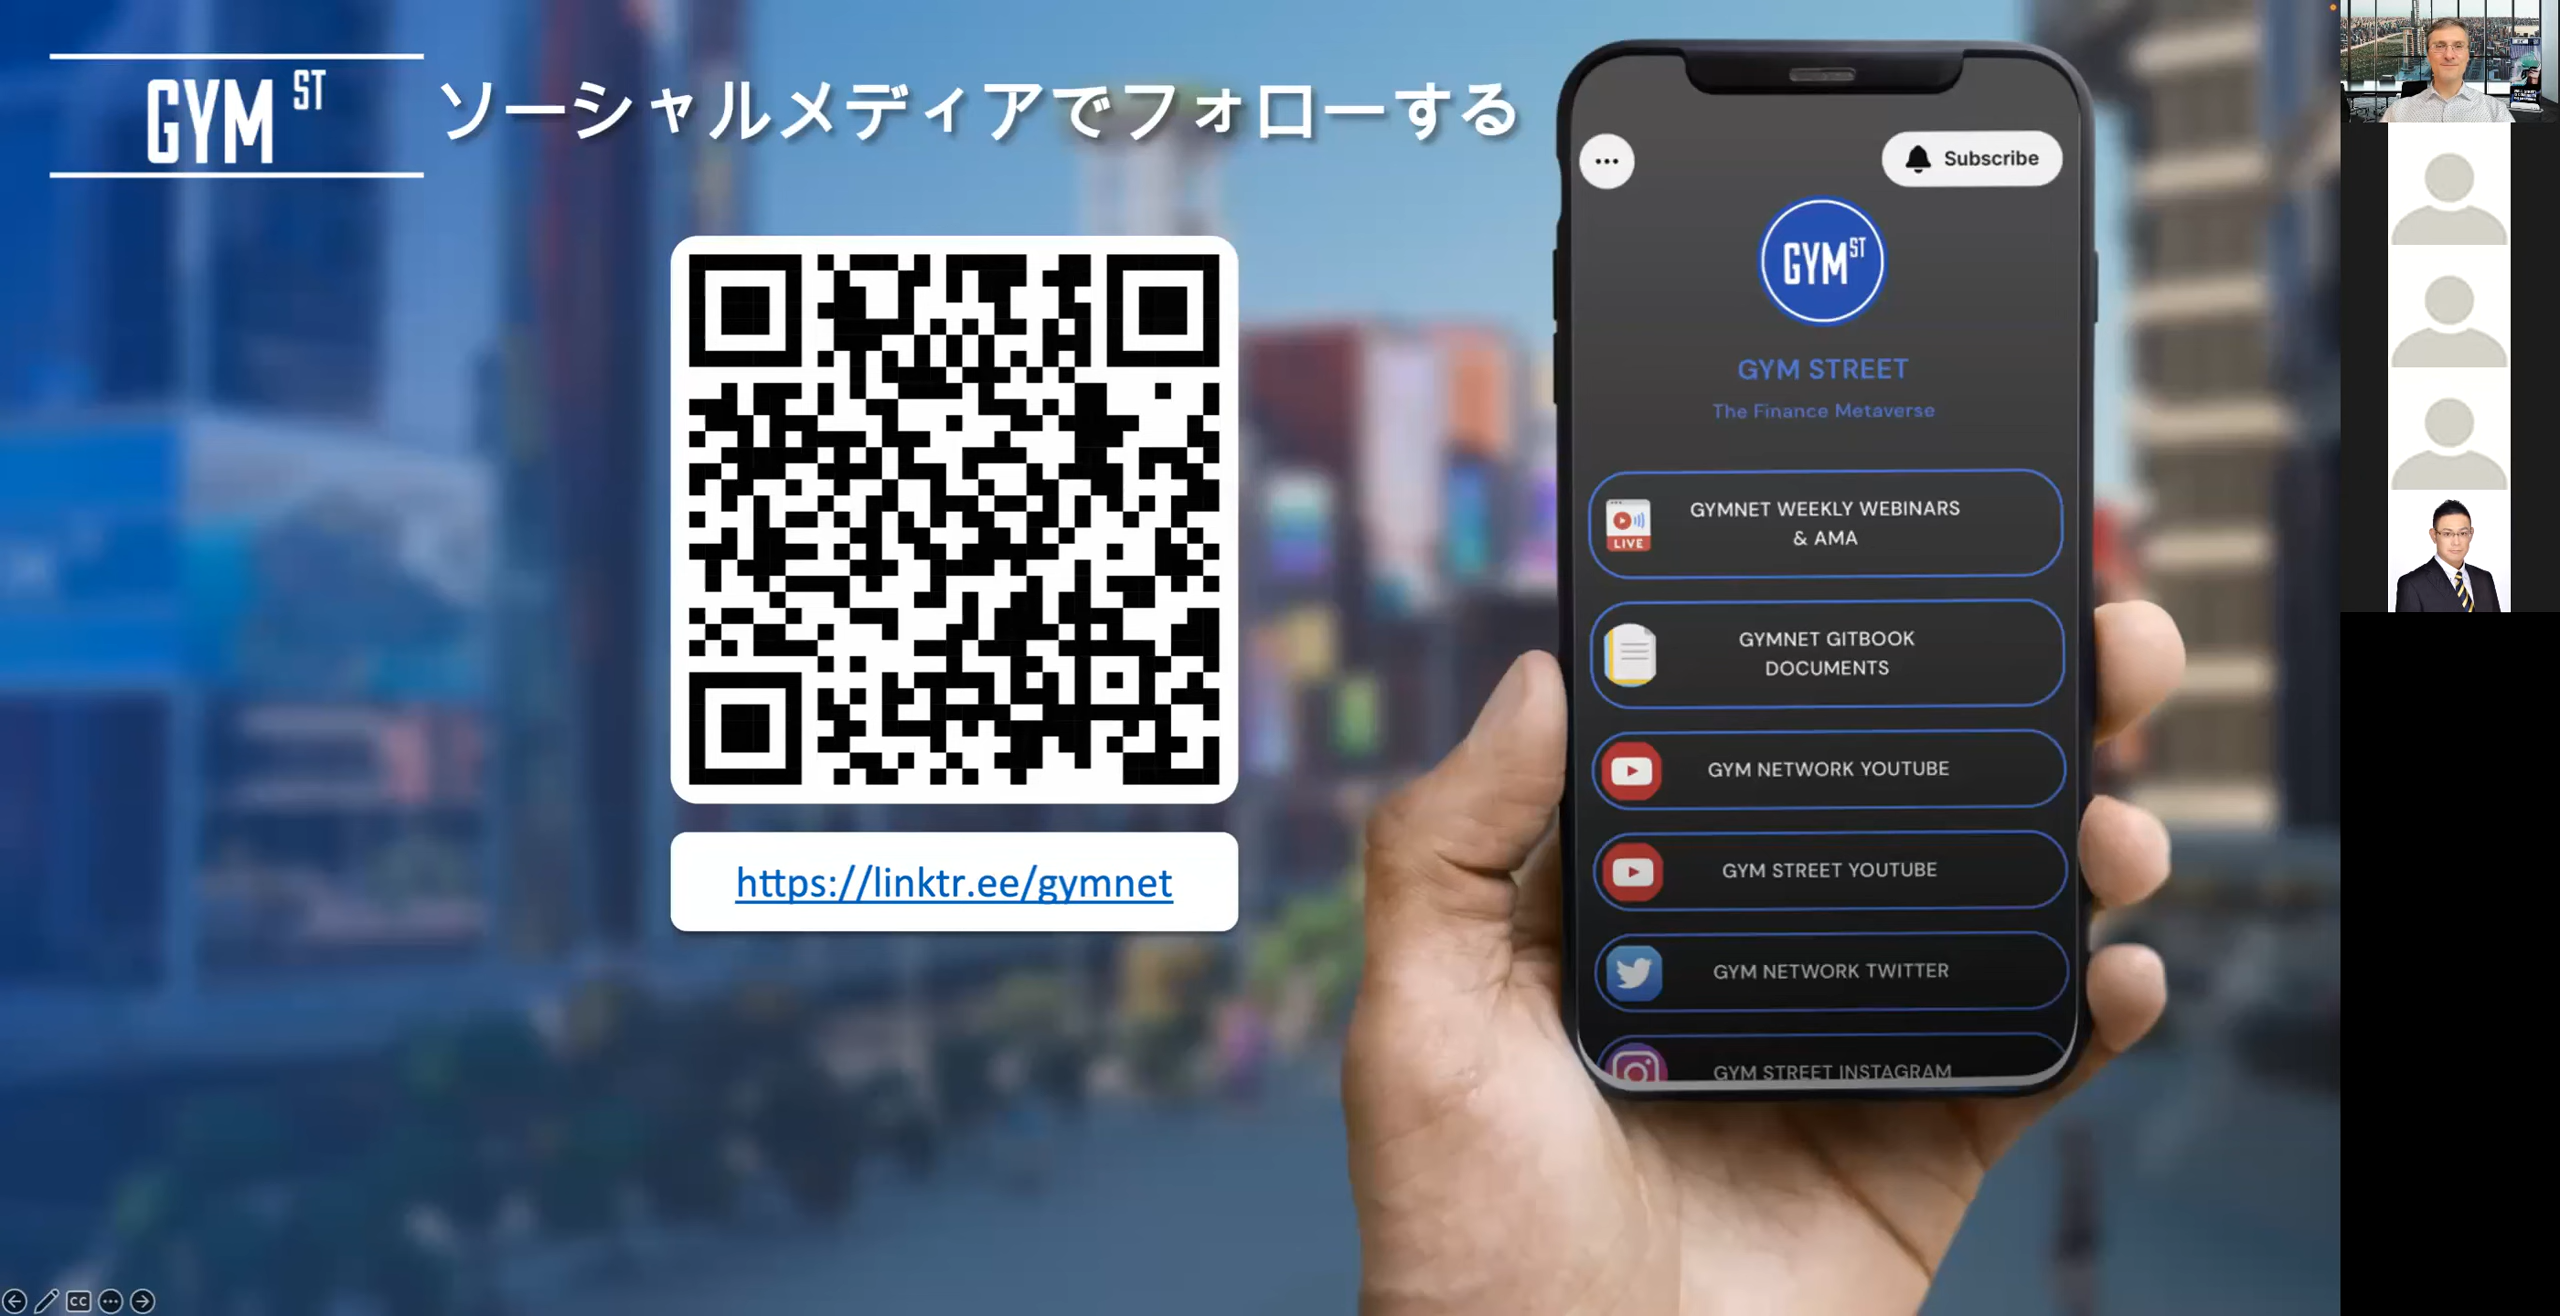 GYM ST
ソーシャルメディアでフォローする
https://linktr.ee/gymnet
Subscribe
GYM ST
GYM STREET
The Finance Metaverse
LIVE
GYMNET WEEKLY WEBINARS
& AMA
GYMNET GITBOOK
DOCUMENTS
GYM NETWORK YOUTUBE
GYM STREET YOUTUBE
GYM NETWORK TWITTER
GYM STREET INSTAGRAM
CC